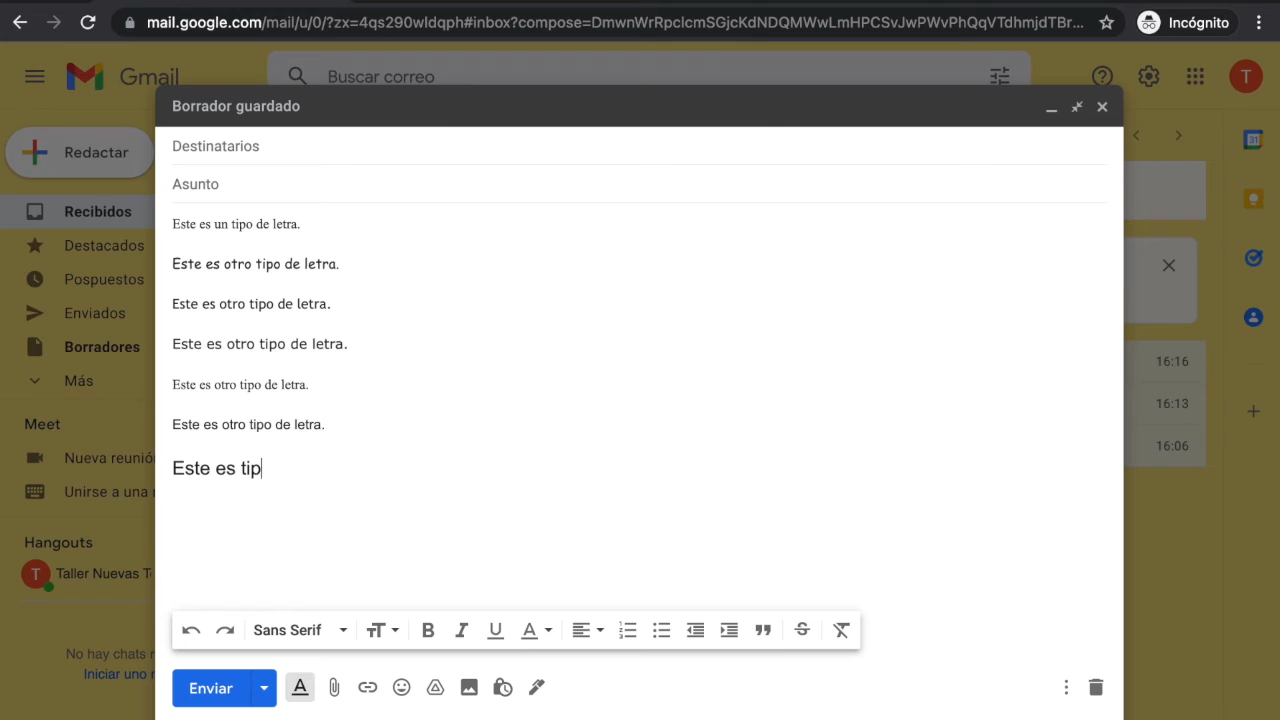 mail.google.com/mail/u/0/?zx=4qs290wldqph#inbox?compose=DmwnWrRpclcmSGjcKdNDQMWwLmHPCSvJwPWvPhQqVTdhmjdTBr...
Incógnito
Gmail
Buscar correo
T
Borrador guardado
Redactar
Destinatarios
Asunto
Recibidos
Destacados
Pospuestos
Enviados
Borradores
Más
Este es un tipo de letra.
Este es otro tipo de letra.
Este es otro tipo de letra.
Este es otro tipo de letra.
Este es otro tipo de letra.
Este es otro tipo de letra.
Este es tip
31
16:16
16:13
16:06
Meet
Nueva reunión
Unirse a una
Hangouts
T
Taller Nuevas
No hay chats
Iniciar uno
Sans Serif
Enviar